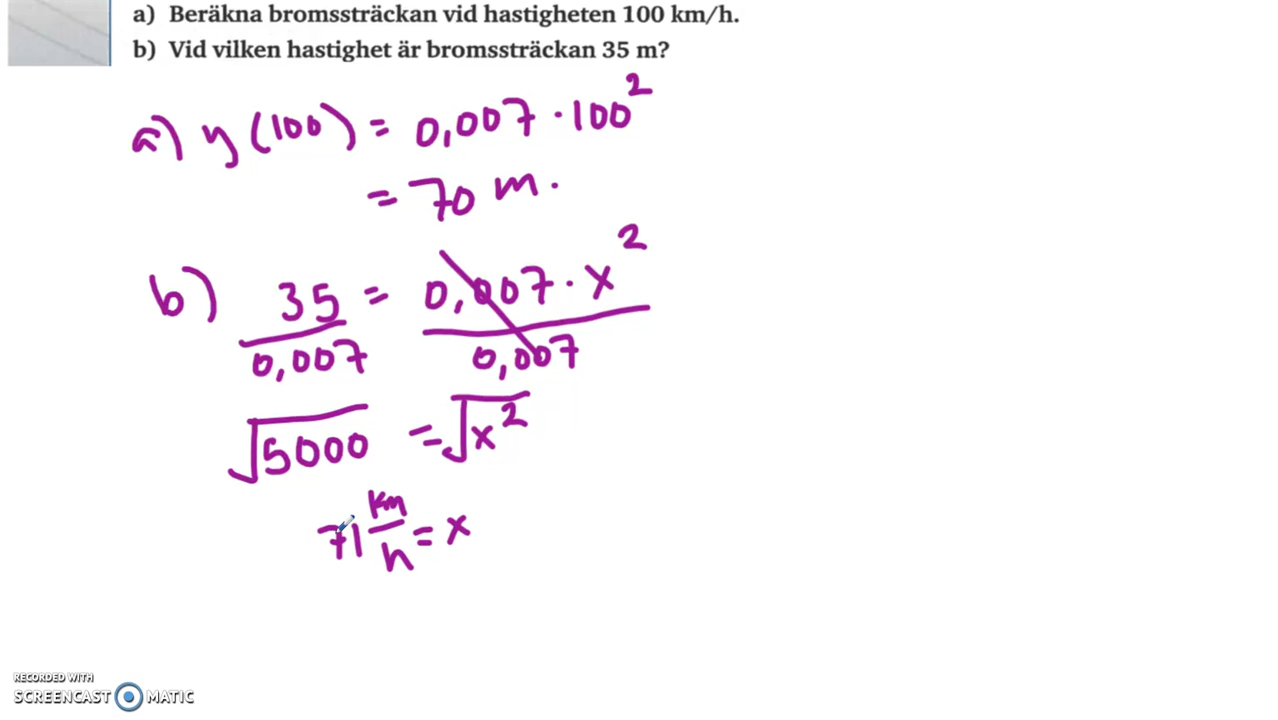 a) Beräkna bromssträckan vid hastigheten 100 km/h.
b) Vid vilken hastighet är bromssträckan 35 m?
a) y(100) = 0,007 · 100²
= 70 m.
b) 35 = 0,007 · x²
0,007 0,007
√5000 = √x²
71 km/h = x
RECORDED WITH
SCREENCAST MATIC